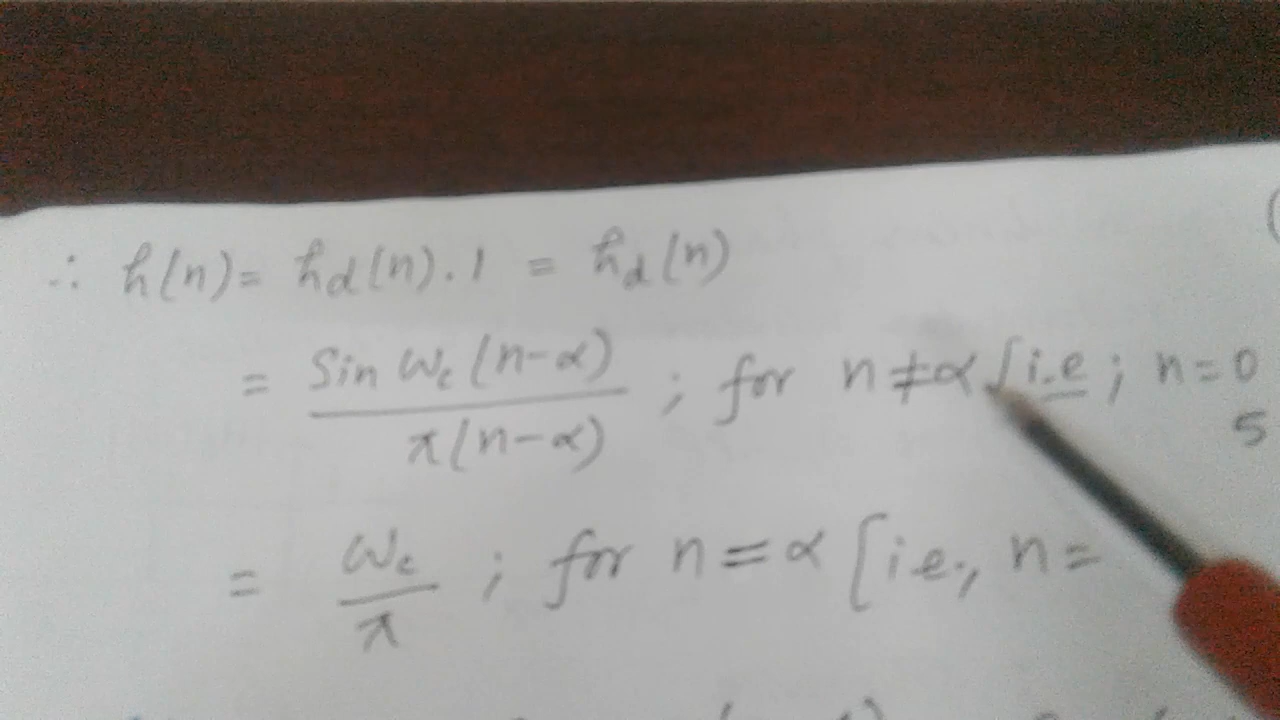 ∴ h(n) = hd(n).1 = hd(n)
= Sin ωc(n-α) / π(n-α) ; for n≠α [i.e ; n=0
5
= ωc / π ; for n=α [i.e., n=